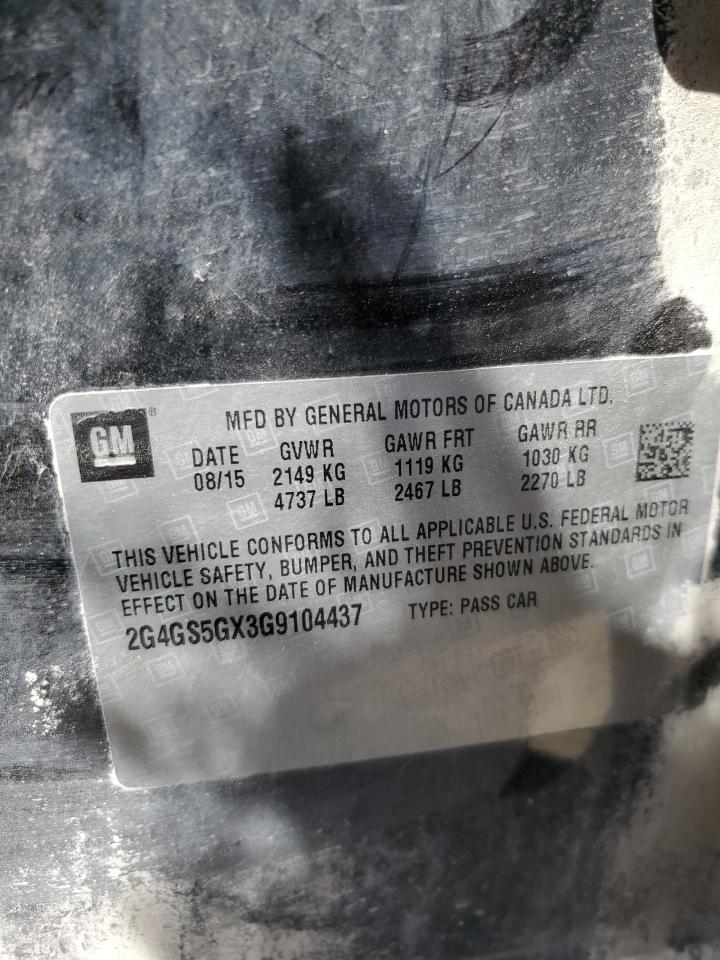 GM ®
MFD BY GENERAL MOTORS OF CANADA LTD.
DATE GVWR GAWR FRT GAWR RR
08/15 2149 KG 1119 KG 1030 KG
4737 LB 2467 LB 2270 LB
THIS VEHICLE CONFORMS TO ALL APPLICABLE U.S. FEDERAL MOTOR
VEHICLE SAFETY, BUMPER, AND THEFT PREVENTION STANDARDS IN
EFFECT ON THE DATE OF MANUFACTURE SHOWN ABOVE.
2G4GS5GX3G9104437 TYPE: PASS CAR